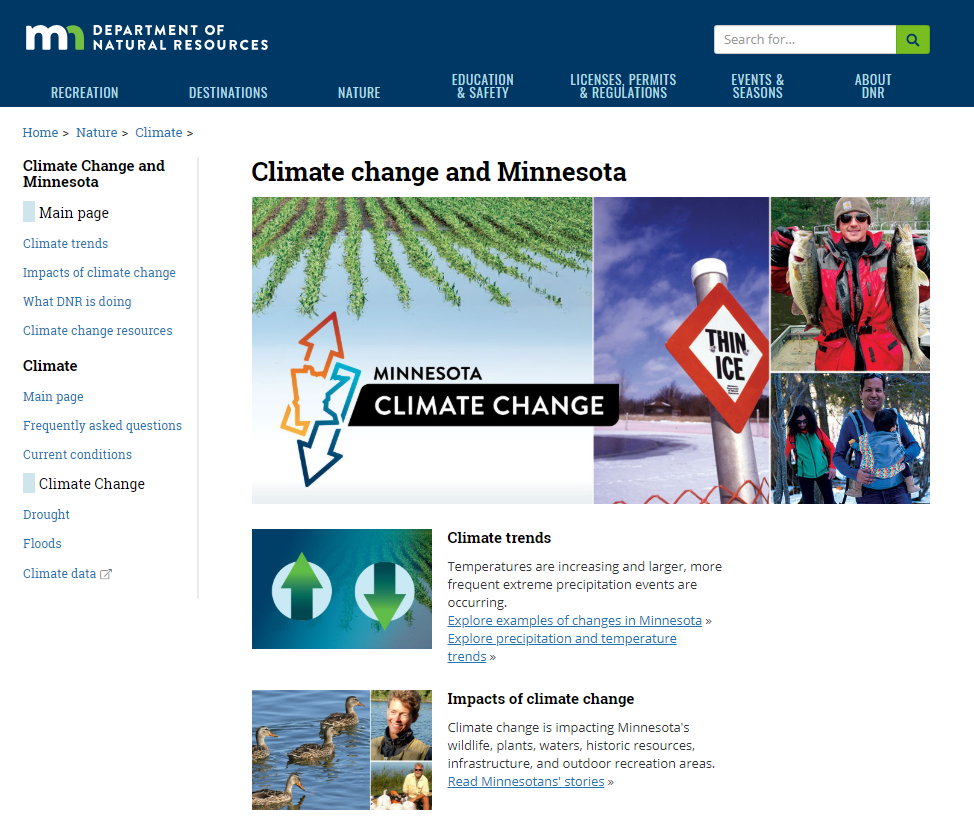 mn DEPARTMENT OF
NATURAL RESOURCES
Search for...
RECREATION
DESTINATIONS
NATURE
EDUCATION
& SAFETY
LICENSES, PERMITS
& REGULATIONS
EVENTS &
SEASONS
ABOUT
DNR
Home > Nature > Climate >
Climate Change and
Minnesota
Main page
Climate trends
Impacts of climate change
What DNR is doing
Climate change resources
Climate
Main page
Frequently asked questions
Current conditions
Climate Change
Drought
Floods
Climate data
Climate change and Minnesota
MINNESOTA
CLIMATE CHANGE
THIN
ICE
Climate trends
Temperatures are increasing and larger, more
frequent extreme precipitation events are
occurring.
Explore examples of changes in Minnesota »
Explore precipitation and temperature
trends »
Impacts of climate change
Climate change is impacting Minnesota's
wildlife, plants, waters, historic resources,
infrastructure, and outdoor recreation areas.
Read Minnesotans' stories »